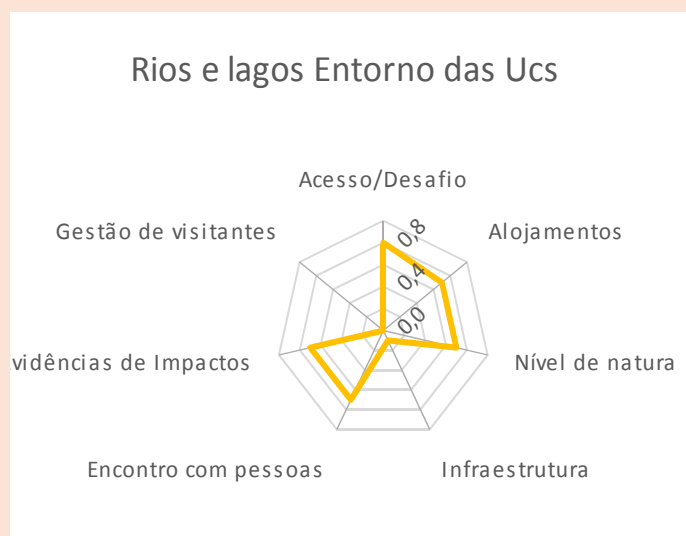 Rios e lagos Entorno das Ucs
Acesso/Desafio
Gestão de visitantes
0,8
Alojamentos
0,4
0,0
vidências de Impactos
Nível de natura
Encontro com pessoas
Infraestrutura